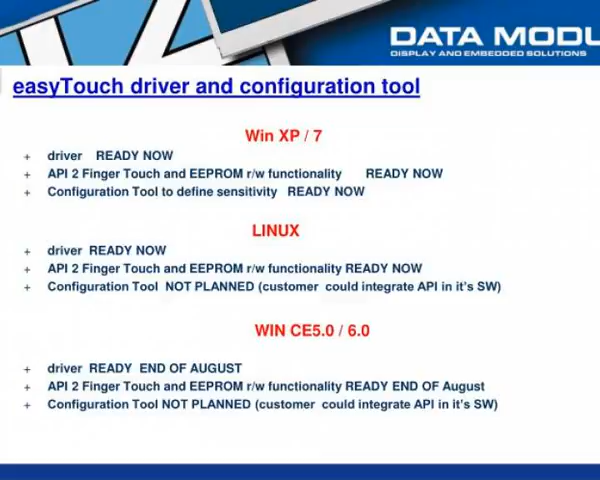 DATA MODU
DISPLAY AND EMBEDDED SOLUTIONS
easyTouch driver and configuration tool
Win XP / 7
+ driver READY NOW
+ API 2 Finger Touch and EEPROM r/w functionality READY NOW
+ Configuration Tool to define sensitivity READY NOW
LINUX
+ driver READY NOW
+ API 2 Finger Touch and EEPROM r/w functionality READY NOW
+ Configuration Tool NOT PLANNED (customer could integrate API in it's SW)
WIN CE5.0 / 6.0
+ driver READY END OF AUGUST
+ API 2 Finger Touch and EEPROM r/w functionality READY END OF August
+ Configuration Tool NOT PLANNED (customer could integrate API in it's SW)